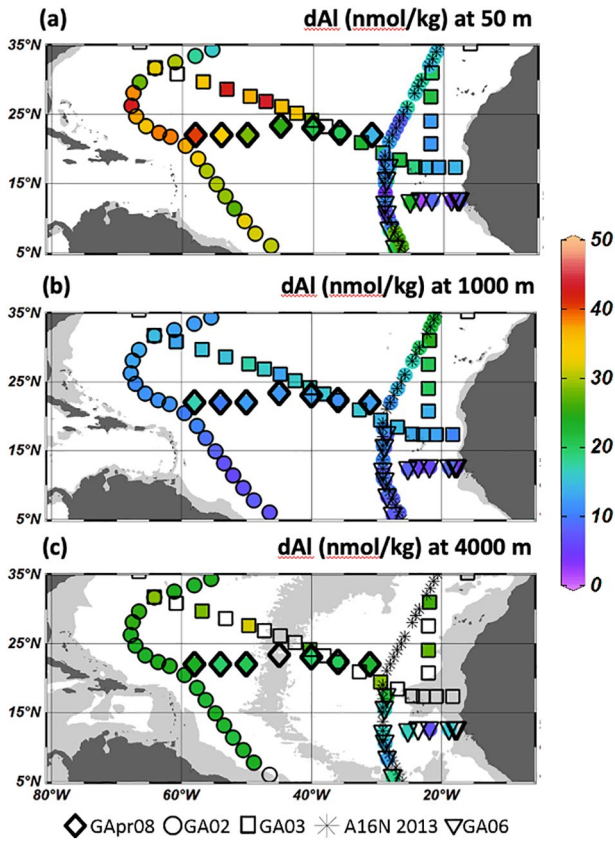 (a) dAl (nmol/kg) at 50 m
35°N
25°N
15°N
5°N
(b) dAl (nmol/kg) at 1000 m
35°N
25°N
15°N
5°N
(c) dAl (nmol/kg) at 4000 m
35°N
25°N
15°N
5°N
80°W 60°W 40°W 20°W
50
40
30
20
10
0
GApr08 GA02 GA03 A16N 2013 GA06